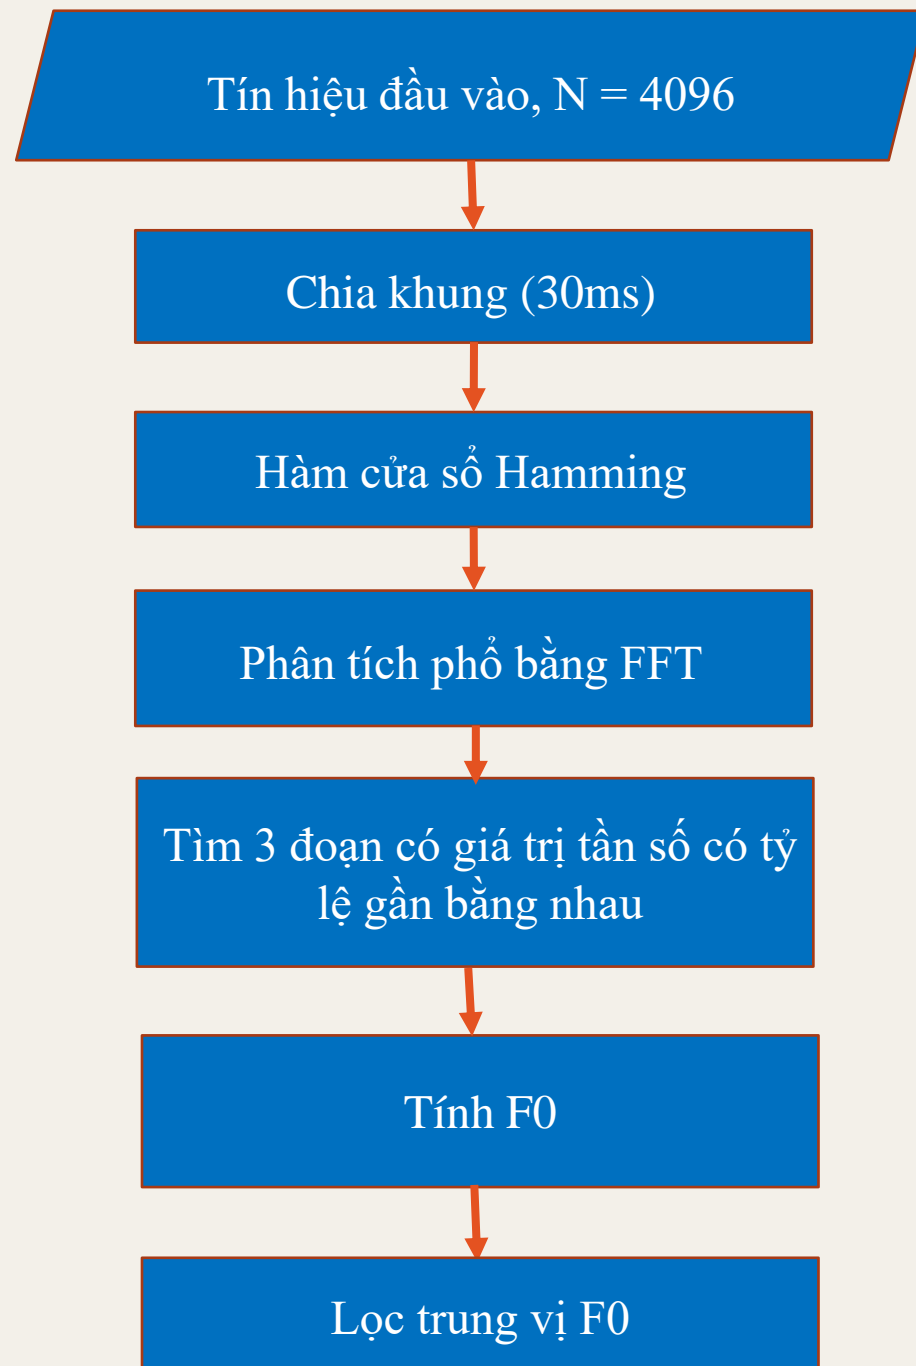 Tín hiệu đầu vào, N = 4096
Chia khung (30ms)
Hàm cửa sổ Hamming
Phân tích phổ bằng FFT
Tìm 3 đoạn có giá trị tần số có tỷ
lệ gần bằng nhau
Tính F0
Lọc trung vị F0